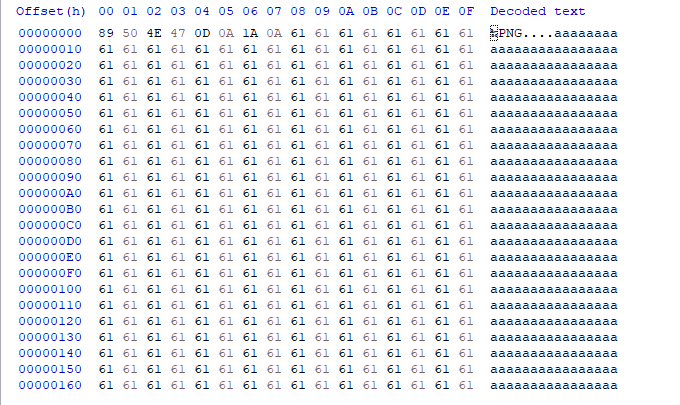 Offset(h) 00 01 02 03 04 05 06 07 08 09 0A 0B 0C 0D 0E 0F Decoded text
00000000 89 50 4E 47 0D 0A 1A 0A 61 61 61 61 61 61 61 61 ‰PNG....aaaaaaaa
00000010 61 61 61 61 61 61 61 61 61 61 61 61 61 61 61 61 aaaaaaaaaaaaaaaa
00000020 61 61 61 61 61 61 61 61 61 61 61 61 61 61 61 61 aaaaaaaaaaaaaaaa
00000030 61 61 61 61 61 61 61 61 61 61 61 61 61 61 61 61 aaaaaaaaaaaaaaaa
00000040 61 61 61 61 61 61 61 61 61 61 61 61 61 61 61 61 aaaaaaaaaaaaaaaa
00000050 61 61 61 61 61 61 61 61 61 61 61 61 61 61 61 61 aaaaaaaaaaaaaaaa
00000060 61 61 61 61 61 61 61 61 61 61 61 61 61 61 61 61 aaaaaaaaaaaaaaaa
00000070 61 61 61 61 61 61 61 61 61 61 61 61 61 61 61 61 aaaaaaaaaaaaaaaa
00000080 61 61 61 61 61 61 61 61 61 61 61 61 61 61 61 61 aaaaaaaaaaaaaaaa
00000090 61 61 61 61 61 61 61 61 61 61 61 61 61 61 61 61 aaaaaaaaaaaaaaaa
000000A0 61 61 61 61 61 61 61 61 61 61 61 61 61 61 61 61 aaaaaaaaaaaaaaaa
000000B0 61 61 61 61 61 61 61 61 61 61 61 61 61 61 61 61 aaaaaaaaaaaaaaaa
000000C0 61 61 61 61 61 61 61 61 61 61 61 61 61 61 61 61 aaaaaaaaaaaaaaaa
000000D0 61 61 61 61 61 61 61 61 61 61 61 61 61 61 61 61 aaaaaaaaaaaaaaaa
000000E0 61 61 61 61 61 61 61 61 61 61 61 61 61 61 61 61 aaaaaaaaaaaaaaaa
000000F0 61 61 61 61 61 61 61 61 61 61 61 61 61 61 61 61 aaaaaaaaaaaaaaaa
00000100 61 61 61 61 61 61 61 61 61 61 61 61 61 61 61 61 aaaaaaaaaaaaaaaa
00000110 61 61 61 61 61 61 61 61 61 61 61 61 61 61 61 61 aaaaaaaaaaaaaaaa
00000120 61 61 61 61 61 61 61 61 61 61 61 61 61 61 61 61 aaaaaaaaaaaaaaaa
00000130 61 61 61 61 61 61 61 61 61 61 61 61 61 61 61 61 aaaaaaaaaaaaaaaa
00000140 61 61 61 61 61 61 61 61 61 61 61 61 61 61 61 61 aaaaaaaaaaaaaaaa
00000150 61 61 61 61 61 61 61 61 61 61 61 61 61 61 61 61 aaaaaaaaaaaaaaaa
00000160 61 61 61 61 61 61 61 61 61 61 61 61 61 61 61 61 aaaaaaaaaaaaaaaa